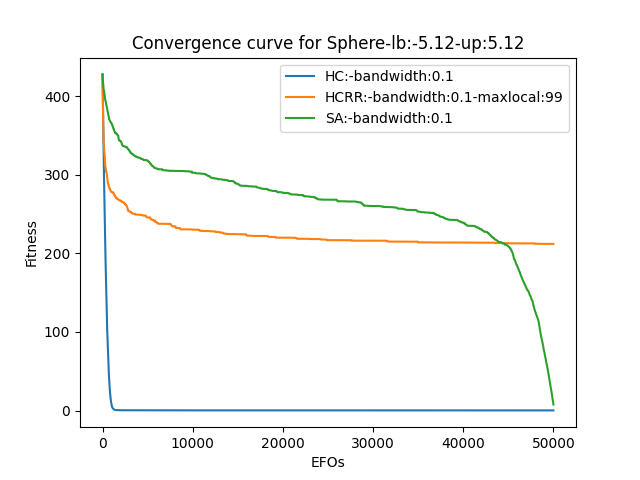 Convergence curve for Sphere-lb:-5.12-up:5.12
HC:-bandwidth:0.1
HCRR:-bandwidth:0.1-maxlocal:99
SA:-bandwidth:0.1
Fitness
400
300
200
100
0
0 10000 20000 30000 40000 50000
EFOs